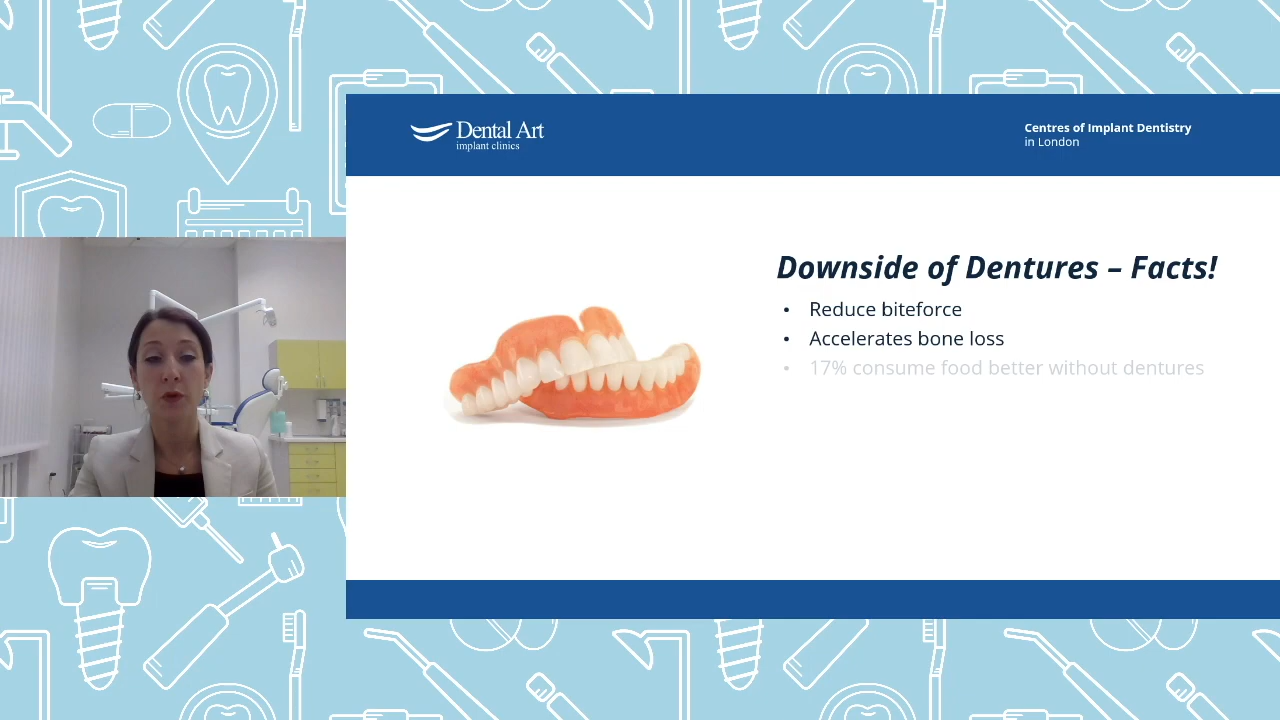 Dental Art
implant clinics
Centres of Implant Dentistry
in London
Downside of Dentures – Facts!
• Reduce biteforce
• Accelerates bone loss
• 17% consume food better without dentures